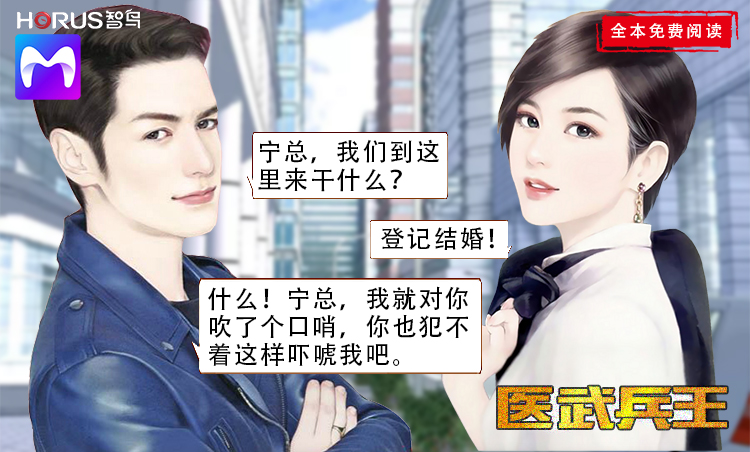 HORUS智鸟
全本免费阅读
宁总，我们到这
里来干什么？
登记结婚！
什么！宁总，我就对你
吹了个口哨，你也犯不
着这样吓唬我吧。
医武兵王